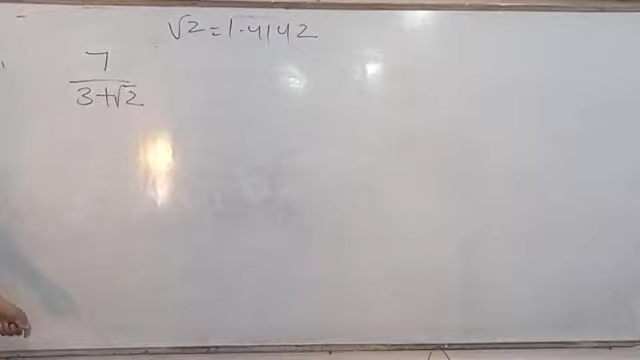 √2 = 1.4142
7
3+√2